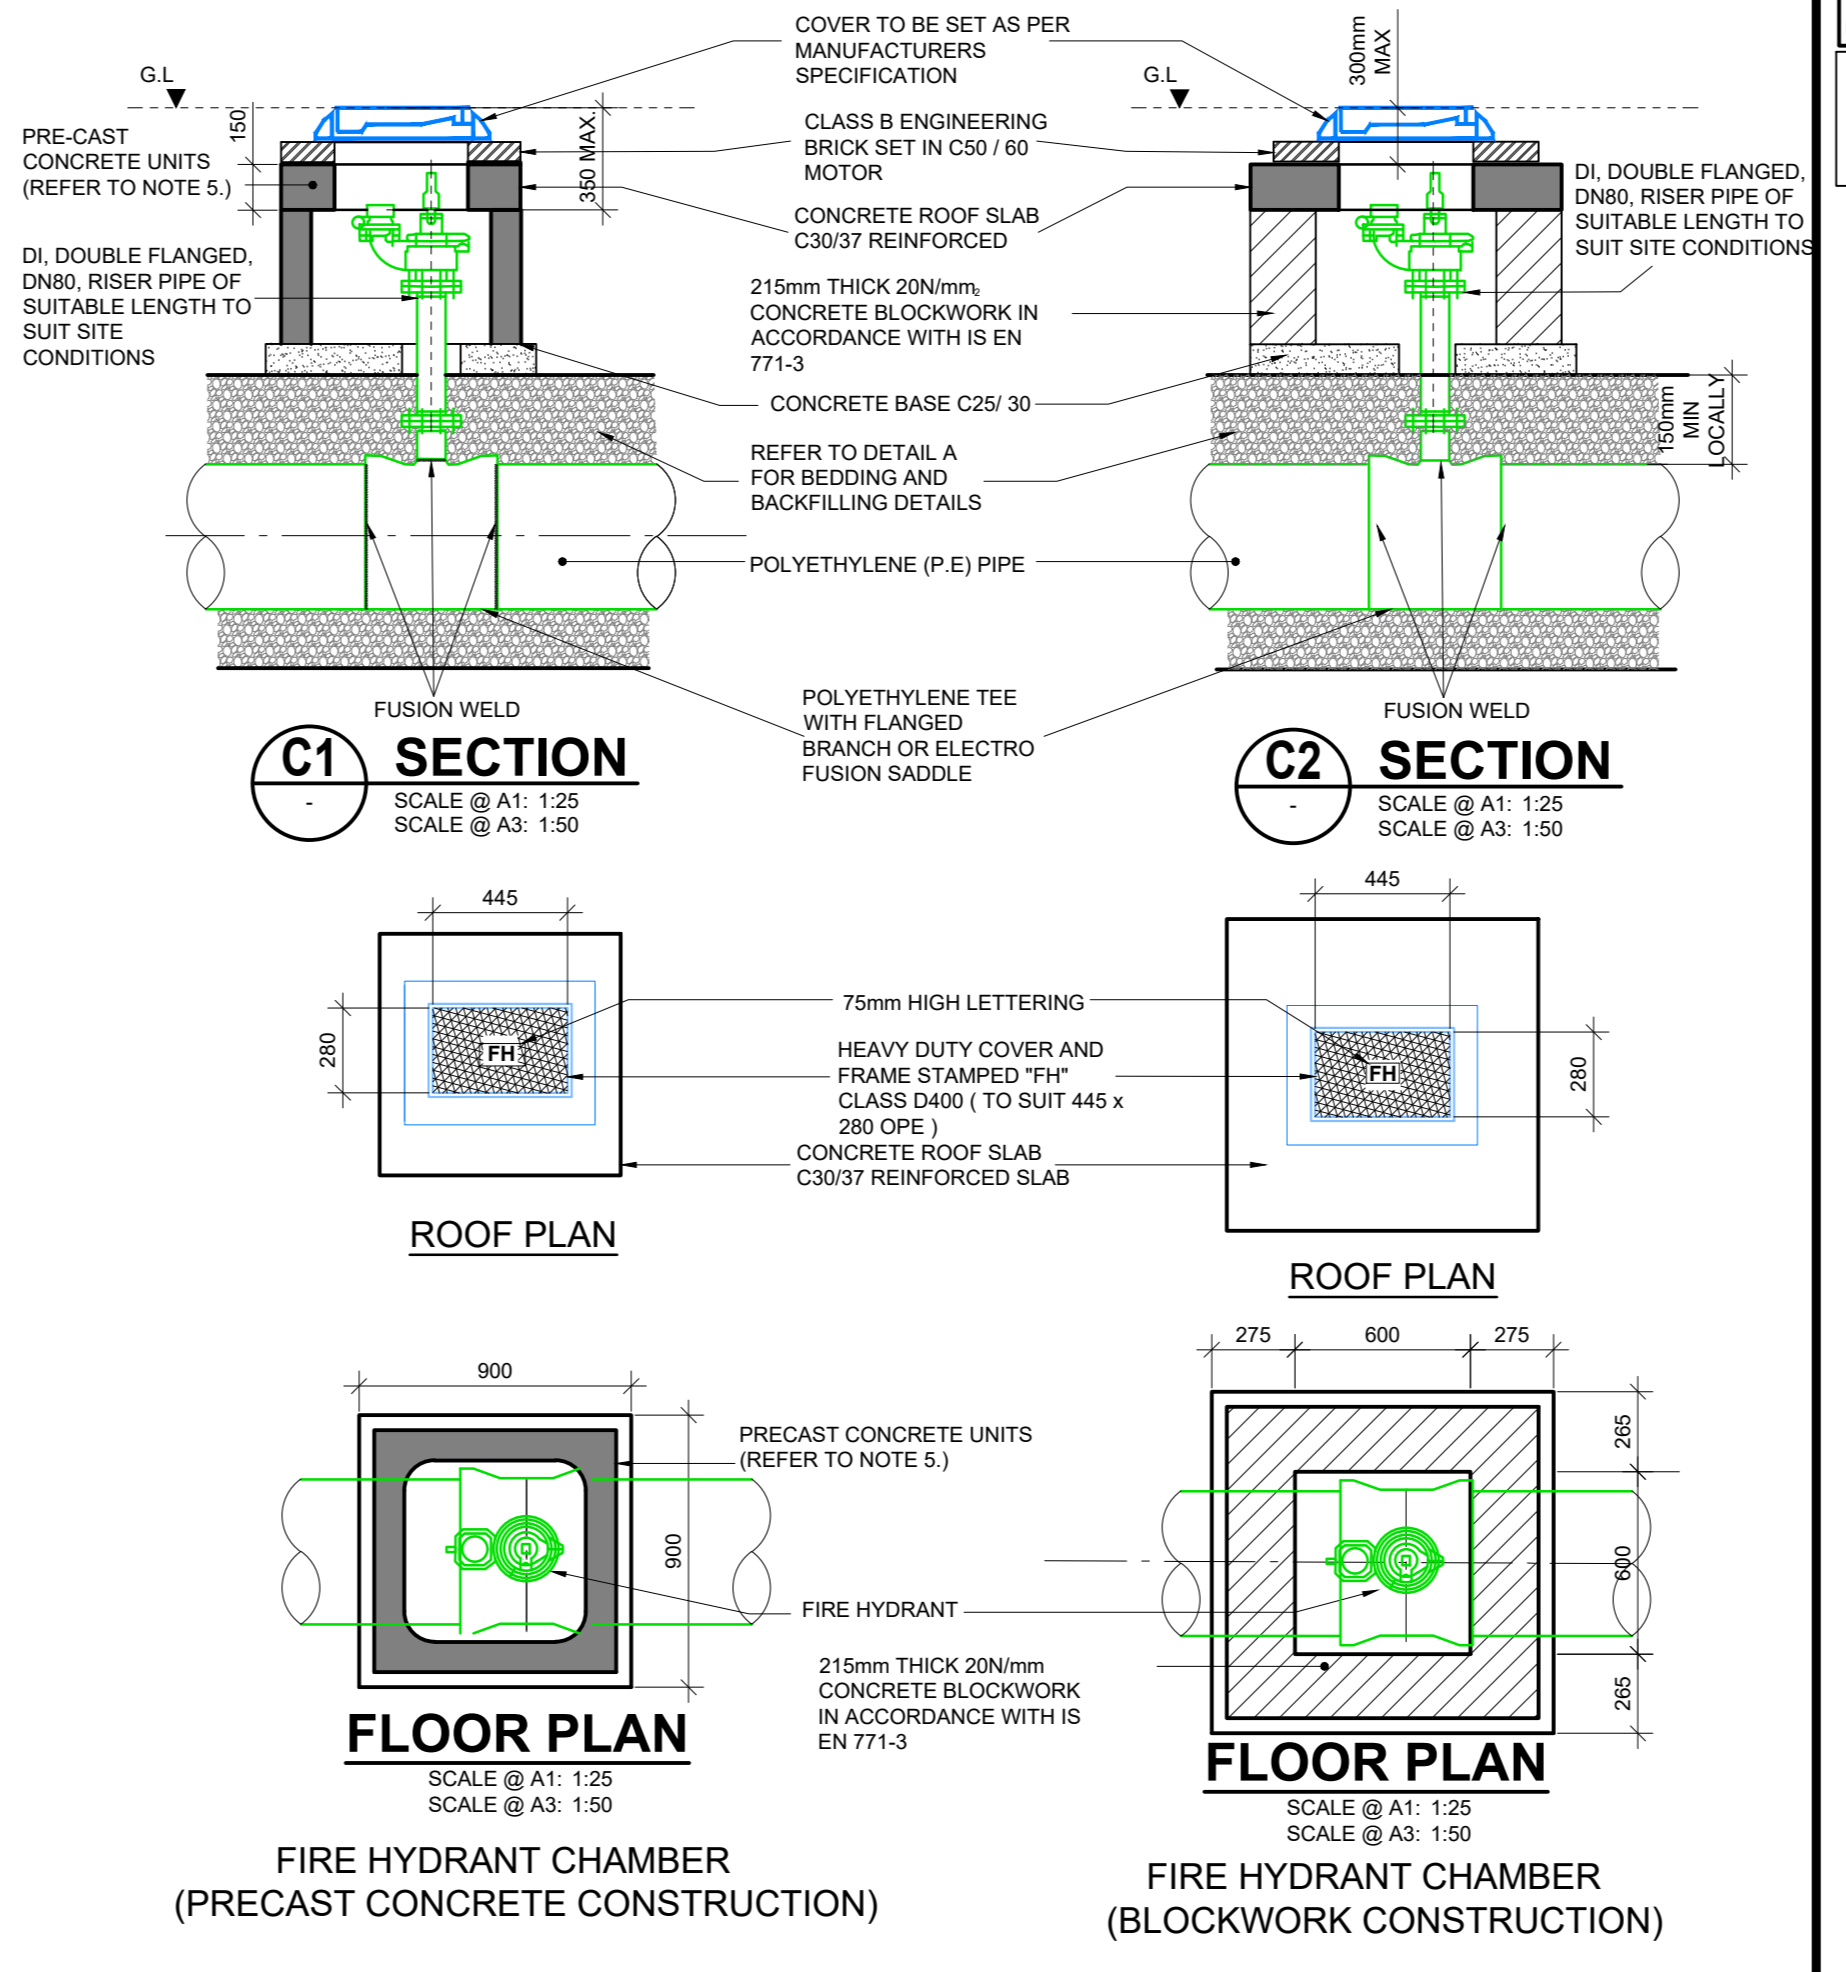 COVER TO BE SET AS PER
MANUFACTURERS
SPECIFICATION
G.L
150
350 MAX.
PRE-CAST
CONCRETE UNITS
(REFER TO NOTE 5.)
CLASS B ENGINEERING
BRICK SET IN C50 / 60
MOTOR
CONCRETE ROOF SLAB
C30/37 REINFORCED
DI, DOUBLE FLANGED,
DN80, RISER PIPE OF
SUITABLE LENGTH TO
SUIT SITE
CONDITIONS
215mm THICK 20N/mm2
CONCRETE BLOCKWORK IN
ACCORDANCE WITH IS EN
771-3
CONCRETE BASE C25/ 30
REFER TO DETAIL A
FOR BEDDING AND
BACKFILLING DETAILS
POLYETHYLENE (P.E) PIPE
POLYETHYLENE TEE
WITH FLANGED
BRANCH OR ELECTRO
FUSION SADDLE
FUSION WELD
C1
-
SECTION
SCALE @ A1: 1:25
SCALE @ A3: 1:50
G.L
300mm
MAX
DI, DOUBLE FLANGED,
DN80, RISER PIPE OF
SUITABLE LENGTH TO
SUIT SITE CONDITIONS
150mm
MIN
LOCALLY
FUSION WELD
C2
-
SECTION
SCALE @ A1: 1:25
SCALE @ A3: 1:50
445
280
FH
ROOF PLAN
75mm HIGH LETTERING
HEAVY DUTY COVER AND
FRAME STAMPED "FH"
CLASS D400 ( TO SUIT 445 x
280 OPE )
CONCRETE ROOF SLAB
C30/37 REINFORCED SLAB
445
280
FH
ROOF PLAN
900
900
PRECAST CONCRETE UNITS
(REFER TO NOTE 5.)
FIRE HYDRANT
215mm THICK 20N/mm
CONCRETE BLOCKWORK
IN ACCORDANCE WITH IS
EN 771-3
FLOOR PLAN
SCALE @ A1: 1:25
SCALE @ A3: 1:50
FIRE HYDRANT CHAMBER
(PRECAST CONCRETE CONSTRUCTION)
275
600
275
265
600
265
FLOOR PLAN
SCALE @ A1: 1:25
SCALE @ A3: 1:50
FIRE HYDRANT CHAMBER
(BLOCKWORK CONSTRUCTION)